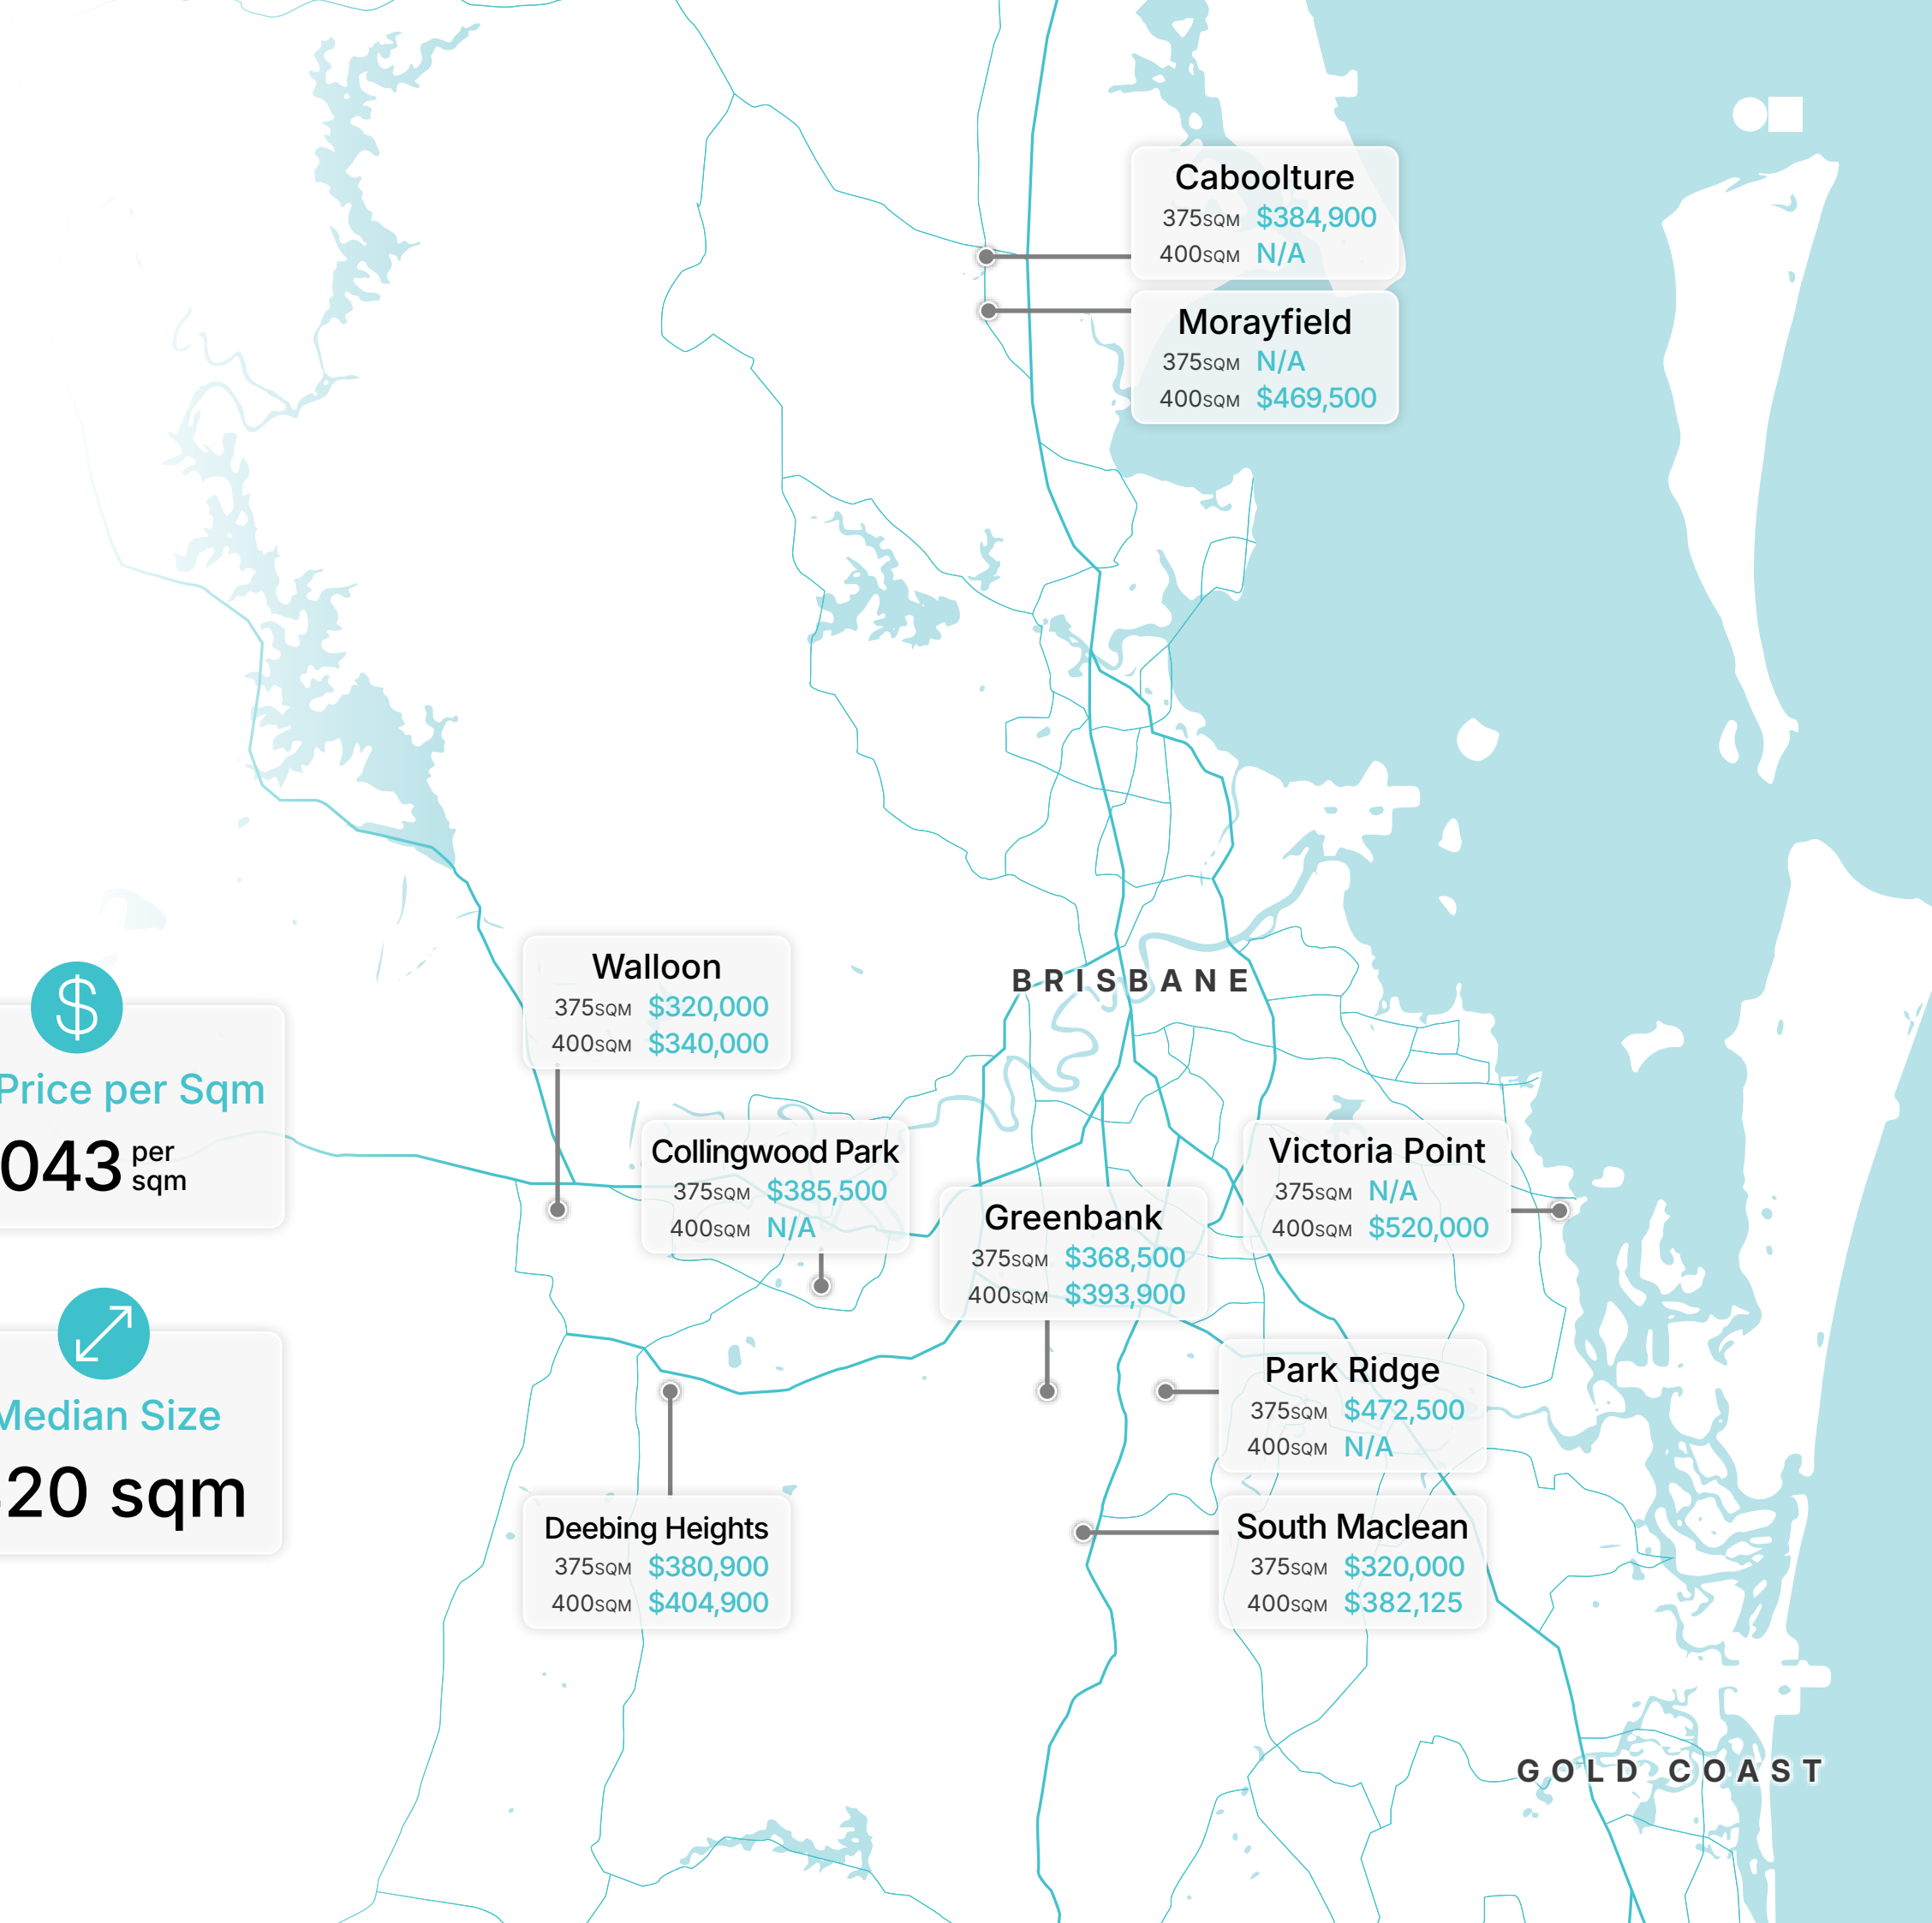 Caboolture
375SQM $384,900
400SQM N/A
Morayfield
375SQM N/A
400SQM $469,500
Walloon
375SQM $320,000
400SQM $340,000
BRISBANE
$
Price per Sqm
043 per sqm
Collingwood Park
375SQM $385,500
400SQM N/A
Victoria Point
375SQM N/A
400SQM $520,000
Greenbank
375SQM $368,500
400SQM $393,900
Median Size
20 sqm
Park Ridge
375SQM $472,500
400SQM N/A
Deebing Heights
375SQM $380,900
400SQM $404,900
South Maclean
375SQM $320,000
400SQM $382,125
GOLD COAST